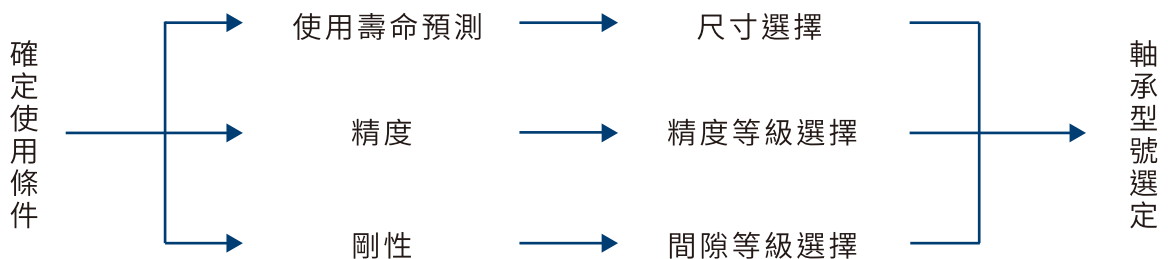 確定使用條件
使用壽命預測
尺寸選擇
精度
精度等級選擇
剛性
間隙等級選擇
軸承型號選定